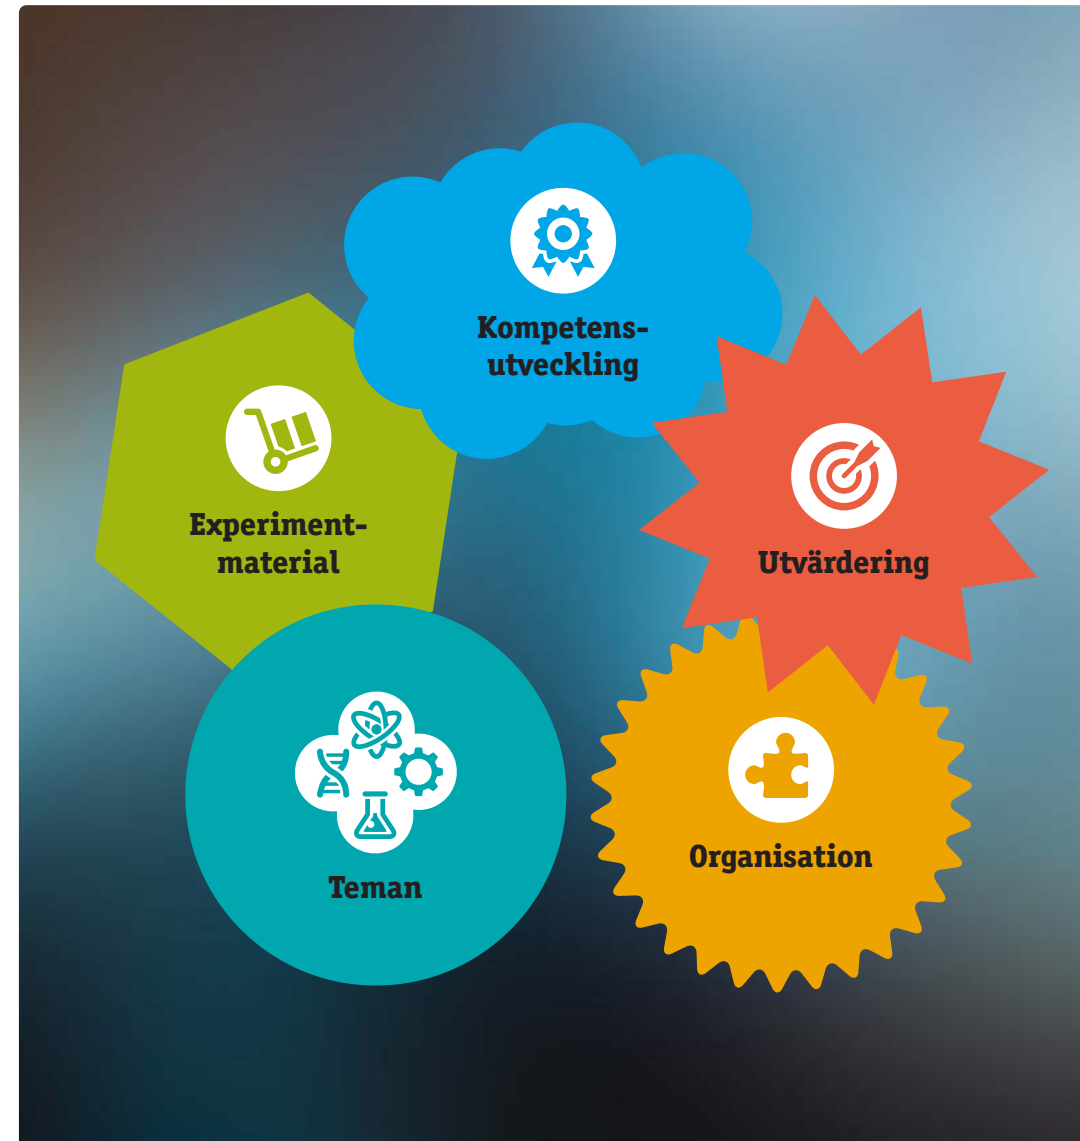 Kompetens-
utveckling
Experiment-
material
Utvärdering
Organisation
Teman